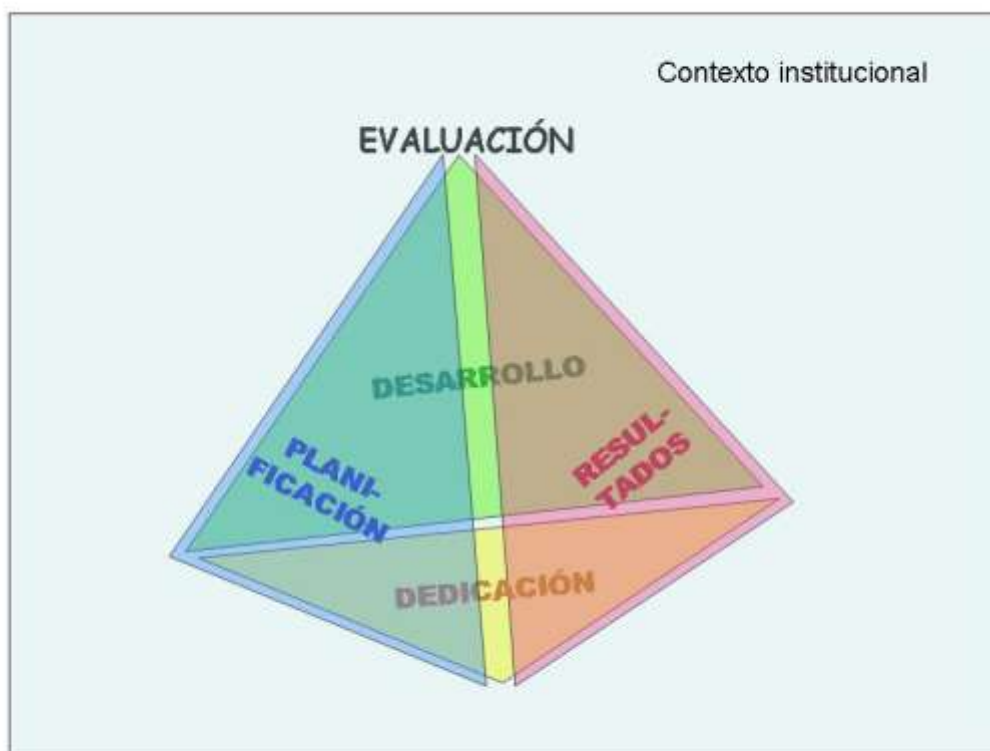 Contexto institucional
EVALUACIÓN
DESARROLLO
PLANI-
FICACIÓN
RESUL-
TADOS
DEDICACIÓN